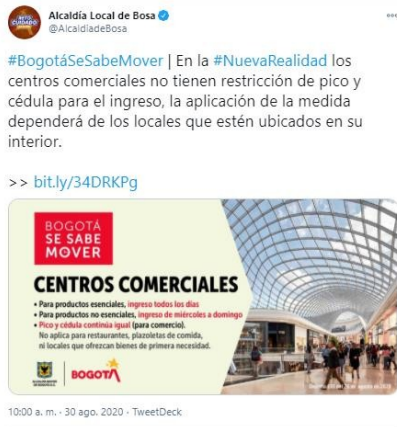 Alcaldía Local de Bosa
@AlcaldiadeBosa
#BogotáSeSabeMover | En la #NuevaRealidad los
centros comerciales no tienen restricción de pico y
cédula para el ingreso, la aplicación de la medida
dependerá de los locales que estén ubicados en su
interior.
>> bit.ly/34DRKPg
BOGOTÁ
SE SABE
MOVER
CENTROS COMERCIALES
• Para productos esenciales, ingreso todos los días
• Para productos no esenciales, ingreso de miércoles a domingo
• Pico y cédula continúa igual (para comercio).
No aplica para restaurantes, plazoletas de comida,
ni locales que ofrezcan bienes de primera necesidad.
BOGOTÁ
10:00 a. m. · 30 ago. 2020 · TweetDeck